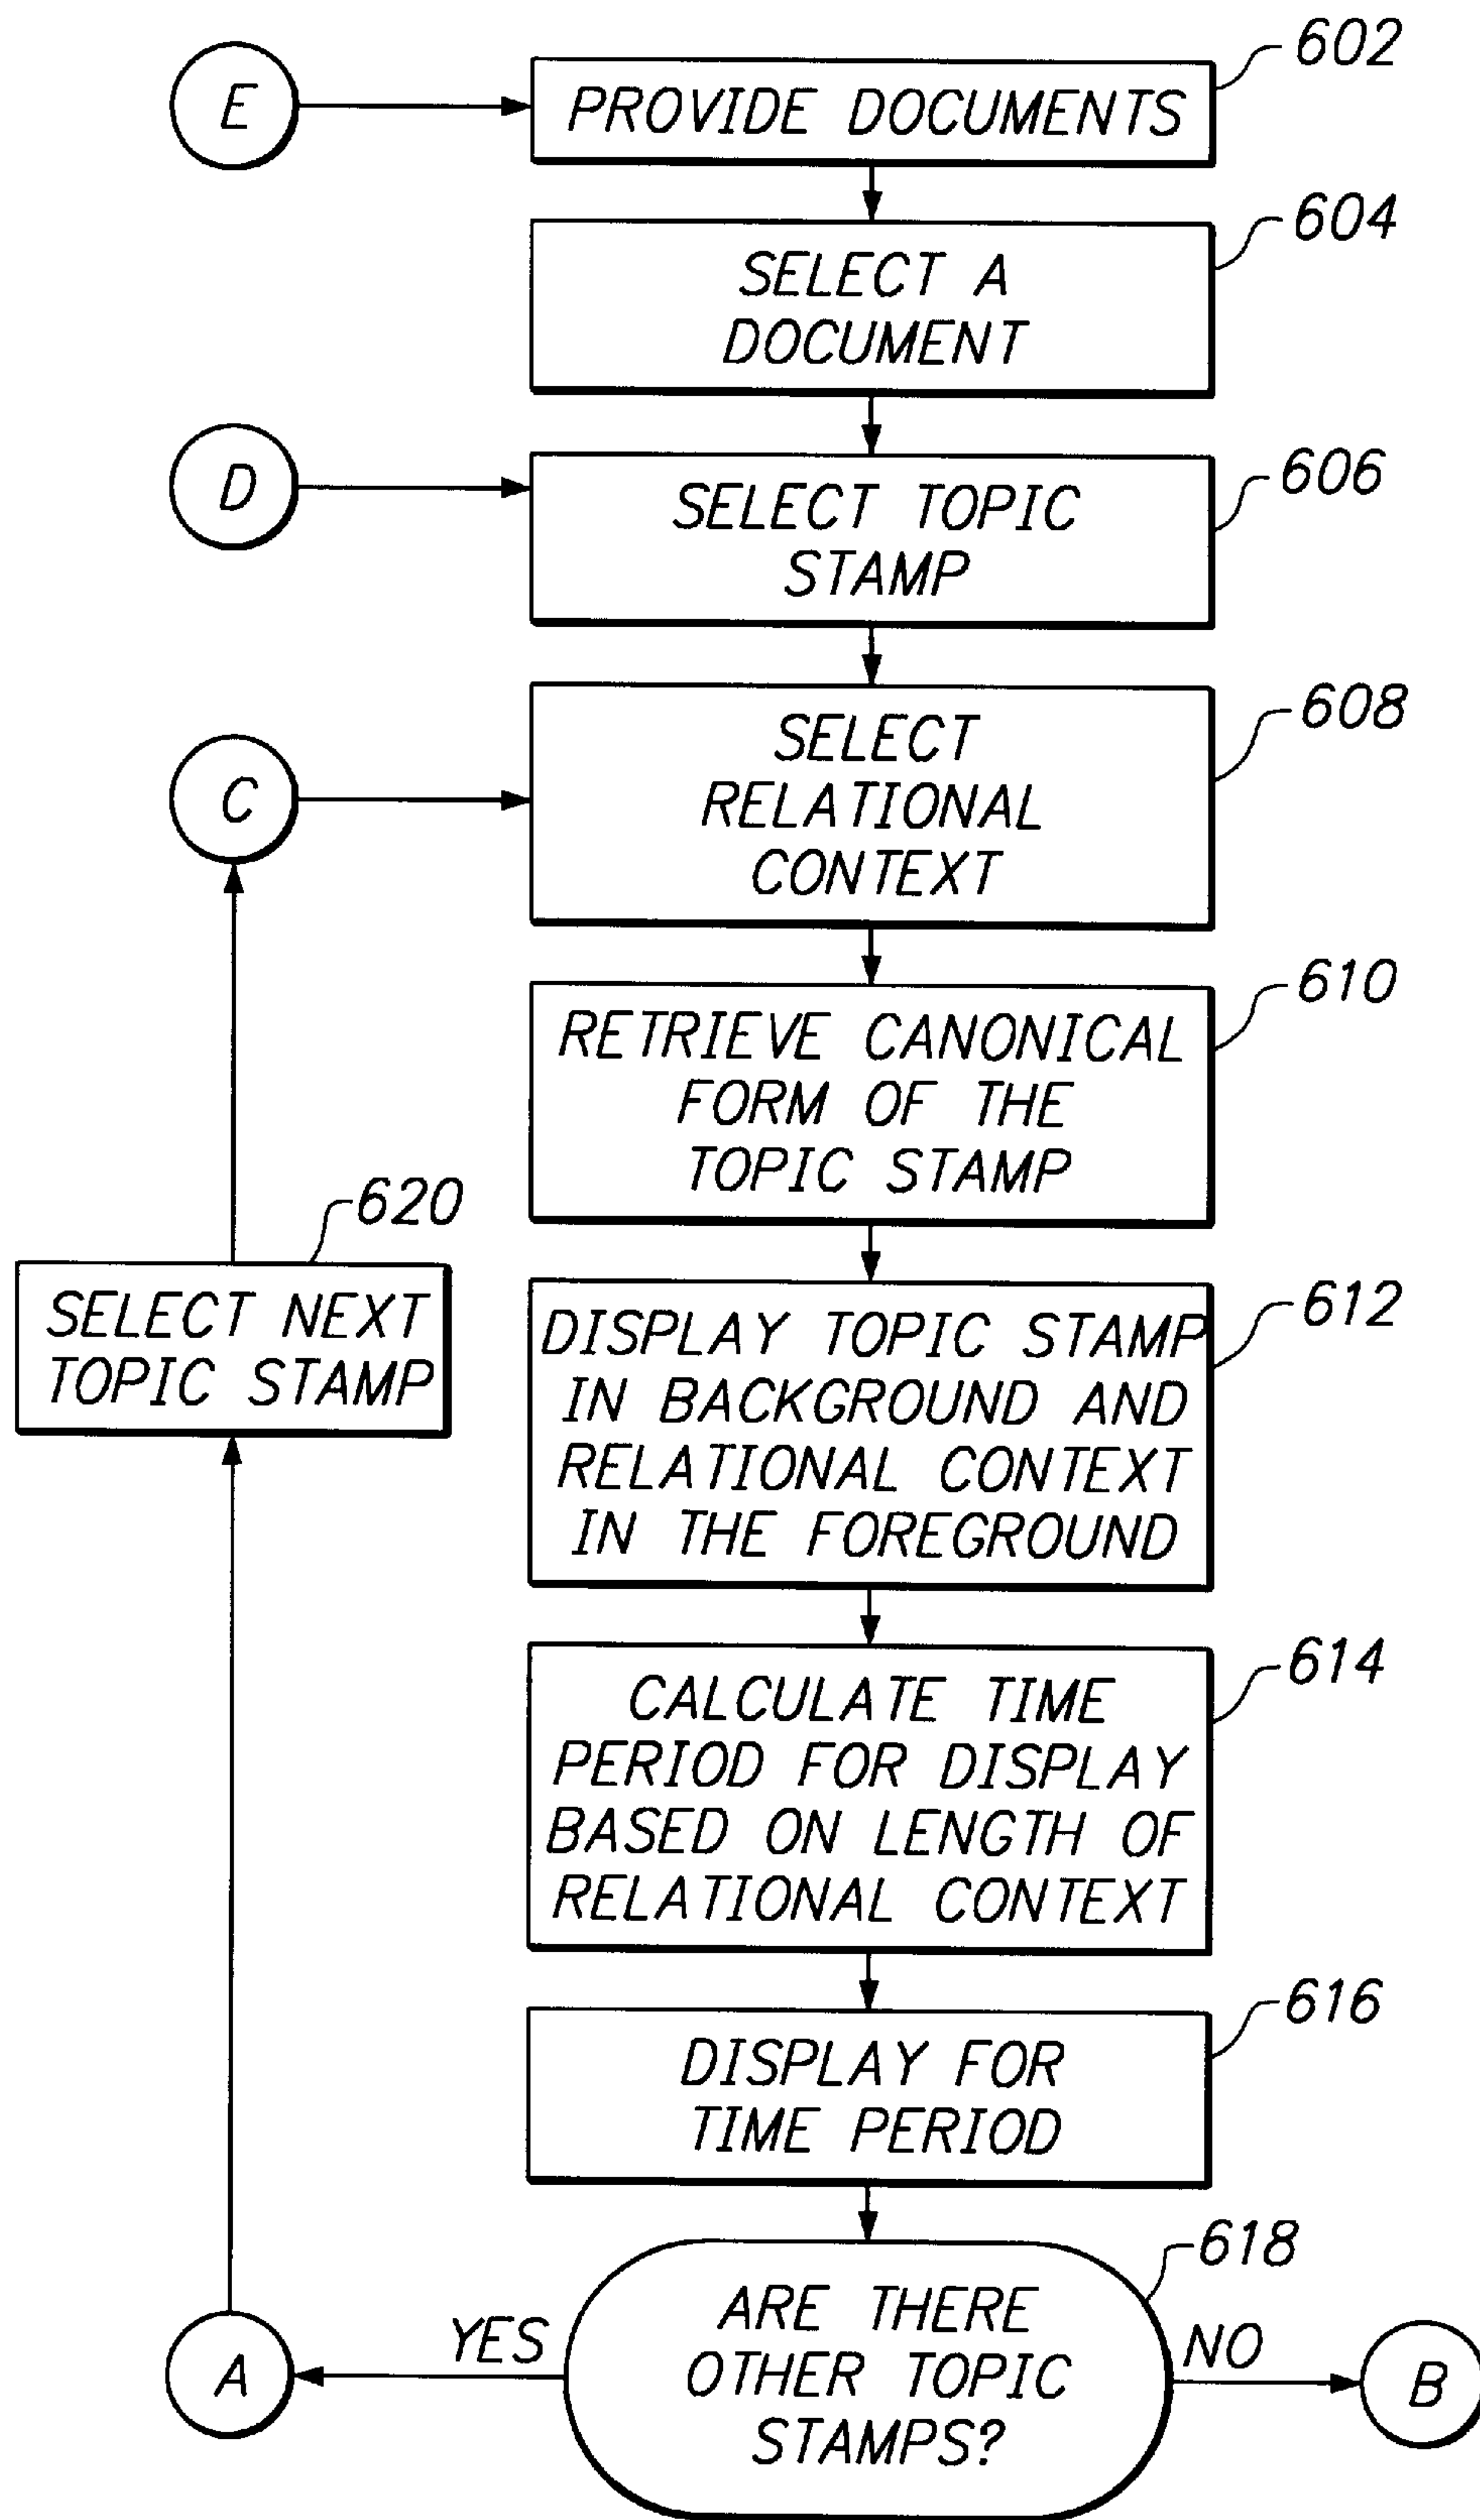 602
E
PROVIDE DOCUMENTS
604
SELECT A
DOCUMENT
606
D
SELECT TOPIC
STAMP
608
C
SELECT
RELATIONAL
CONTEXT
610
RETRIEVE CANONICAL
FORM OF THE
TOPIC STAMP
620
SELECT NEXT
TOPIC STAMP
612
DISPLAY TOPIC STAMP
IN BACKGROUND AND
RELATIONAL CONTEXT
IN THE FOREGROUND
614
CALCULATE TIME
PERIOD FOR DISPLAY
BASED ON LENGTH OF
RELATIONAL CONTEXT
616
DISPLAY FOR
TIME PERIOD
618
ARE THERE
OTHER TOPIC
STAMPS?
YES
A
NO
B